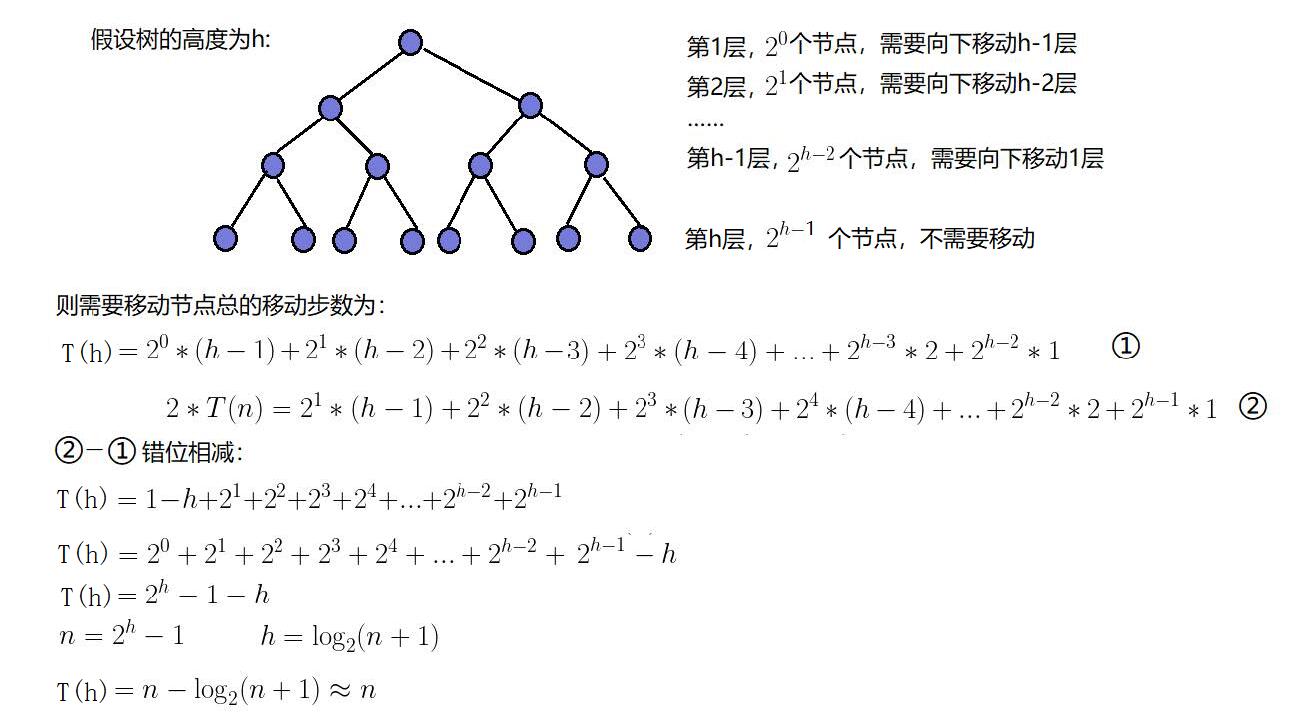 假设树的高度为h:
第1层，2^0个节点，需要向下移动h-1层
第2层，2^1个节点，需要向下移动h-2层
......
第h-1层，2^{h-2}个节点，需要向下移动1层
第h层，2^{h-1} 个节点，不需要移动
则需要移动节点总的移动步数为：
T(h) = 2^0 * (h − 1) + 2^1 * (h − 2) + 2^2 * (h − 3) + 2^3 * (h − 4) + ... + 2^{h−3} * 2 + 2^{h−2} * 1 ①
2 * T(n) = 2^1 * (h − 1) + 2^2 * (h − 2) + 2^3 * (h − 3) + 2^4 * (h − 4) + ... + 2^{h−2} * 2 + 2^{h−1} * 1 ②
②－① 错位相减：
T(h) = 1 − h + 2^1 + 2^2 + 2^3 + 2^4 + ... + 2^{h−2} + 2^{h−1}
T(h) = 2^0 + 2^1 + 2^2 + 2^3 + 2^4 + ... + 2^{h−2} + 2^{h−1} − h
T(h) = 2^h − 1 − h
n = 2^h − 1 h = log_2(n + 1)
T(h) = n − log_2(n + 1) ≈ n